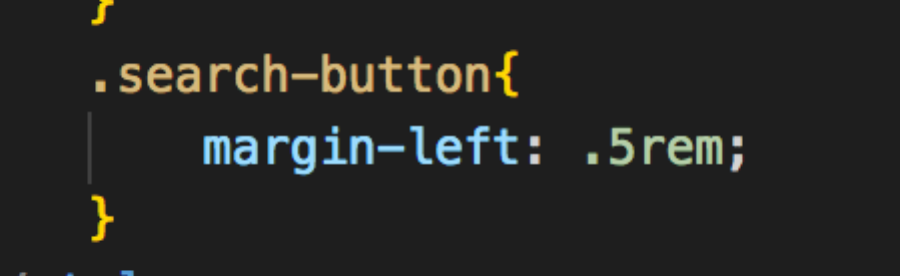 }
.search-button{
margin-left: .5rem;
}